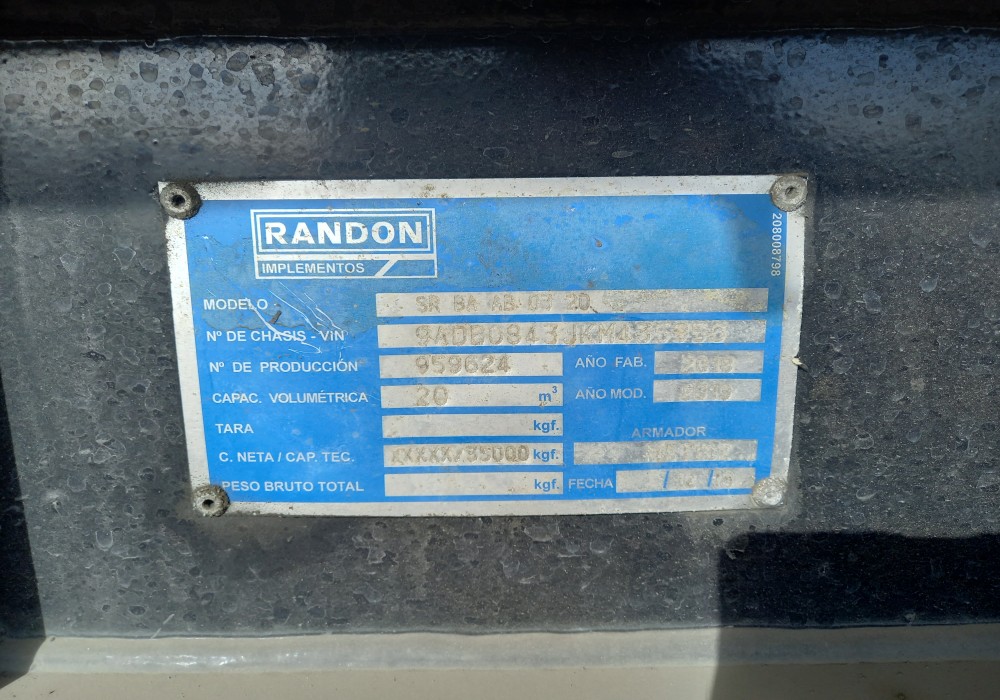 RANDON
IMPLEMENTOS
208008798
MODELO SR BA AB 03 20
Nº DE CHASIS - VIN
Nº DE PRODUCCIÓN 959624 AÑO FAB.
CAPAC. VOLUMÉTRICA 20 m³ AÑO MOD.
TARA kgf. ARMADOR
C. NETA / CAP. TEC. XXXXX/35000 kgf.
PESO BRUTO TOTAL kgf. FECHA / /